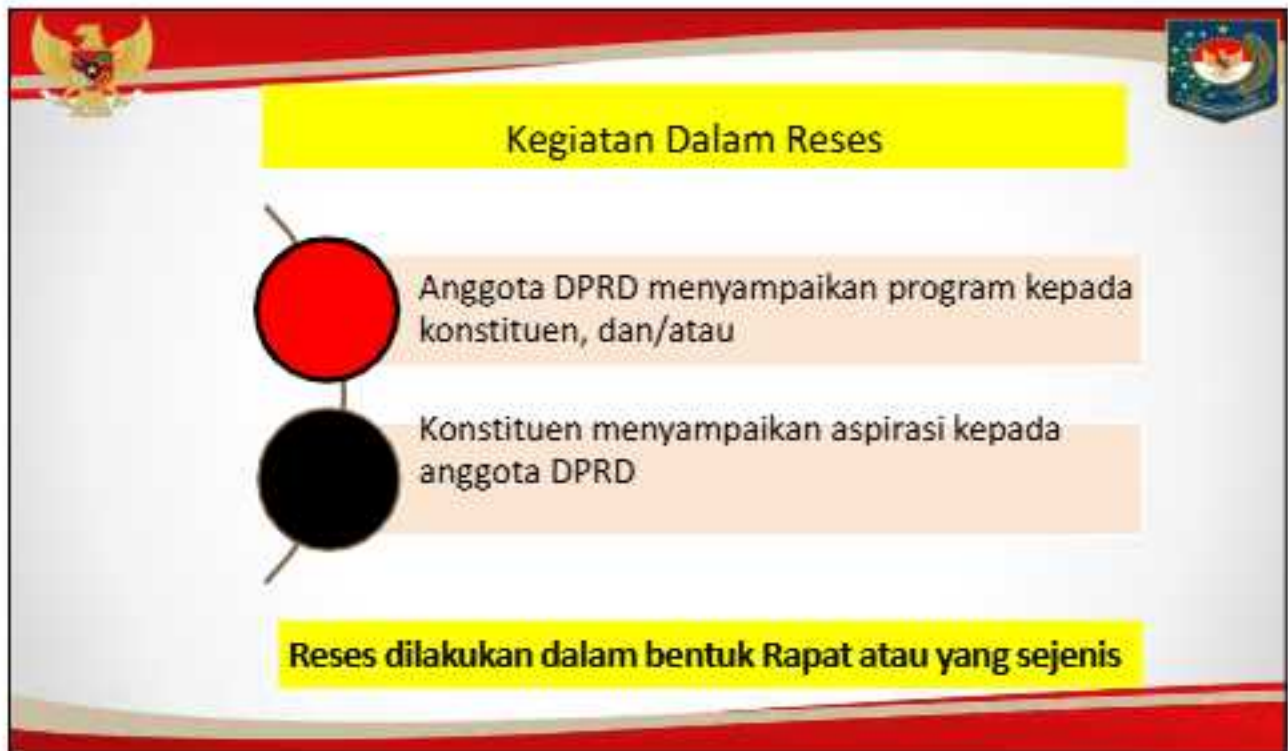 Kegiatan Dalam Reses
Anggota DPRD menyampaikan program kepada
konstituen, dan/atau
Konstituen menyampaikan aspirasi kepada
anggota DPRD
Reses dilakukan dalam bentuk Rapat atau yang sejenis